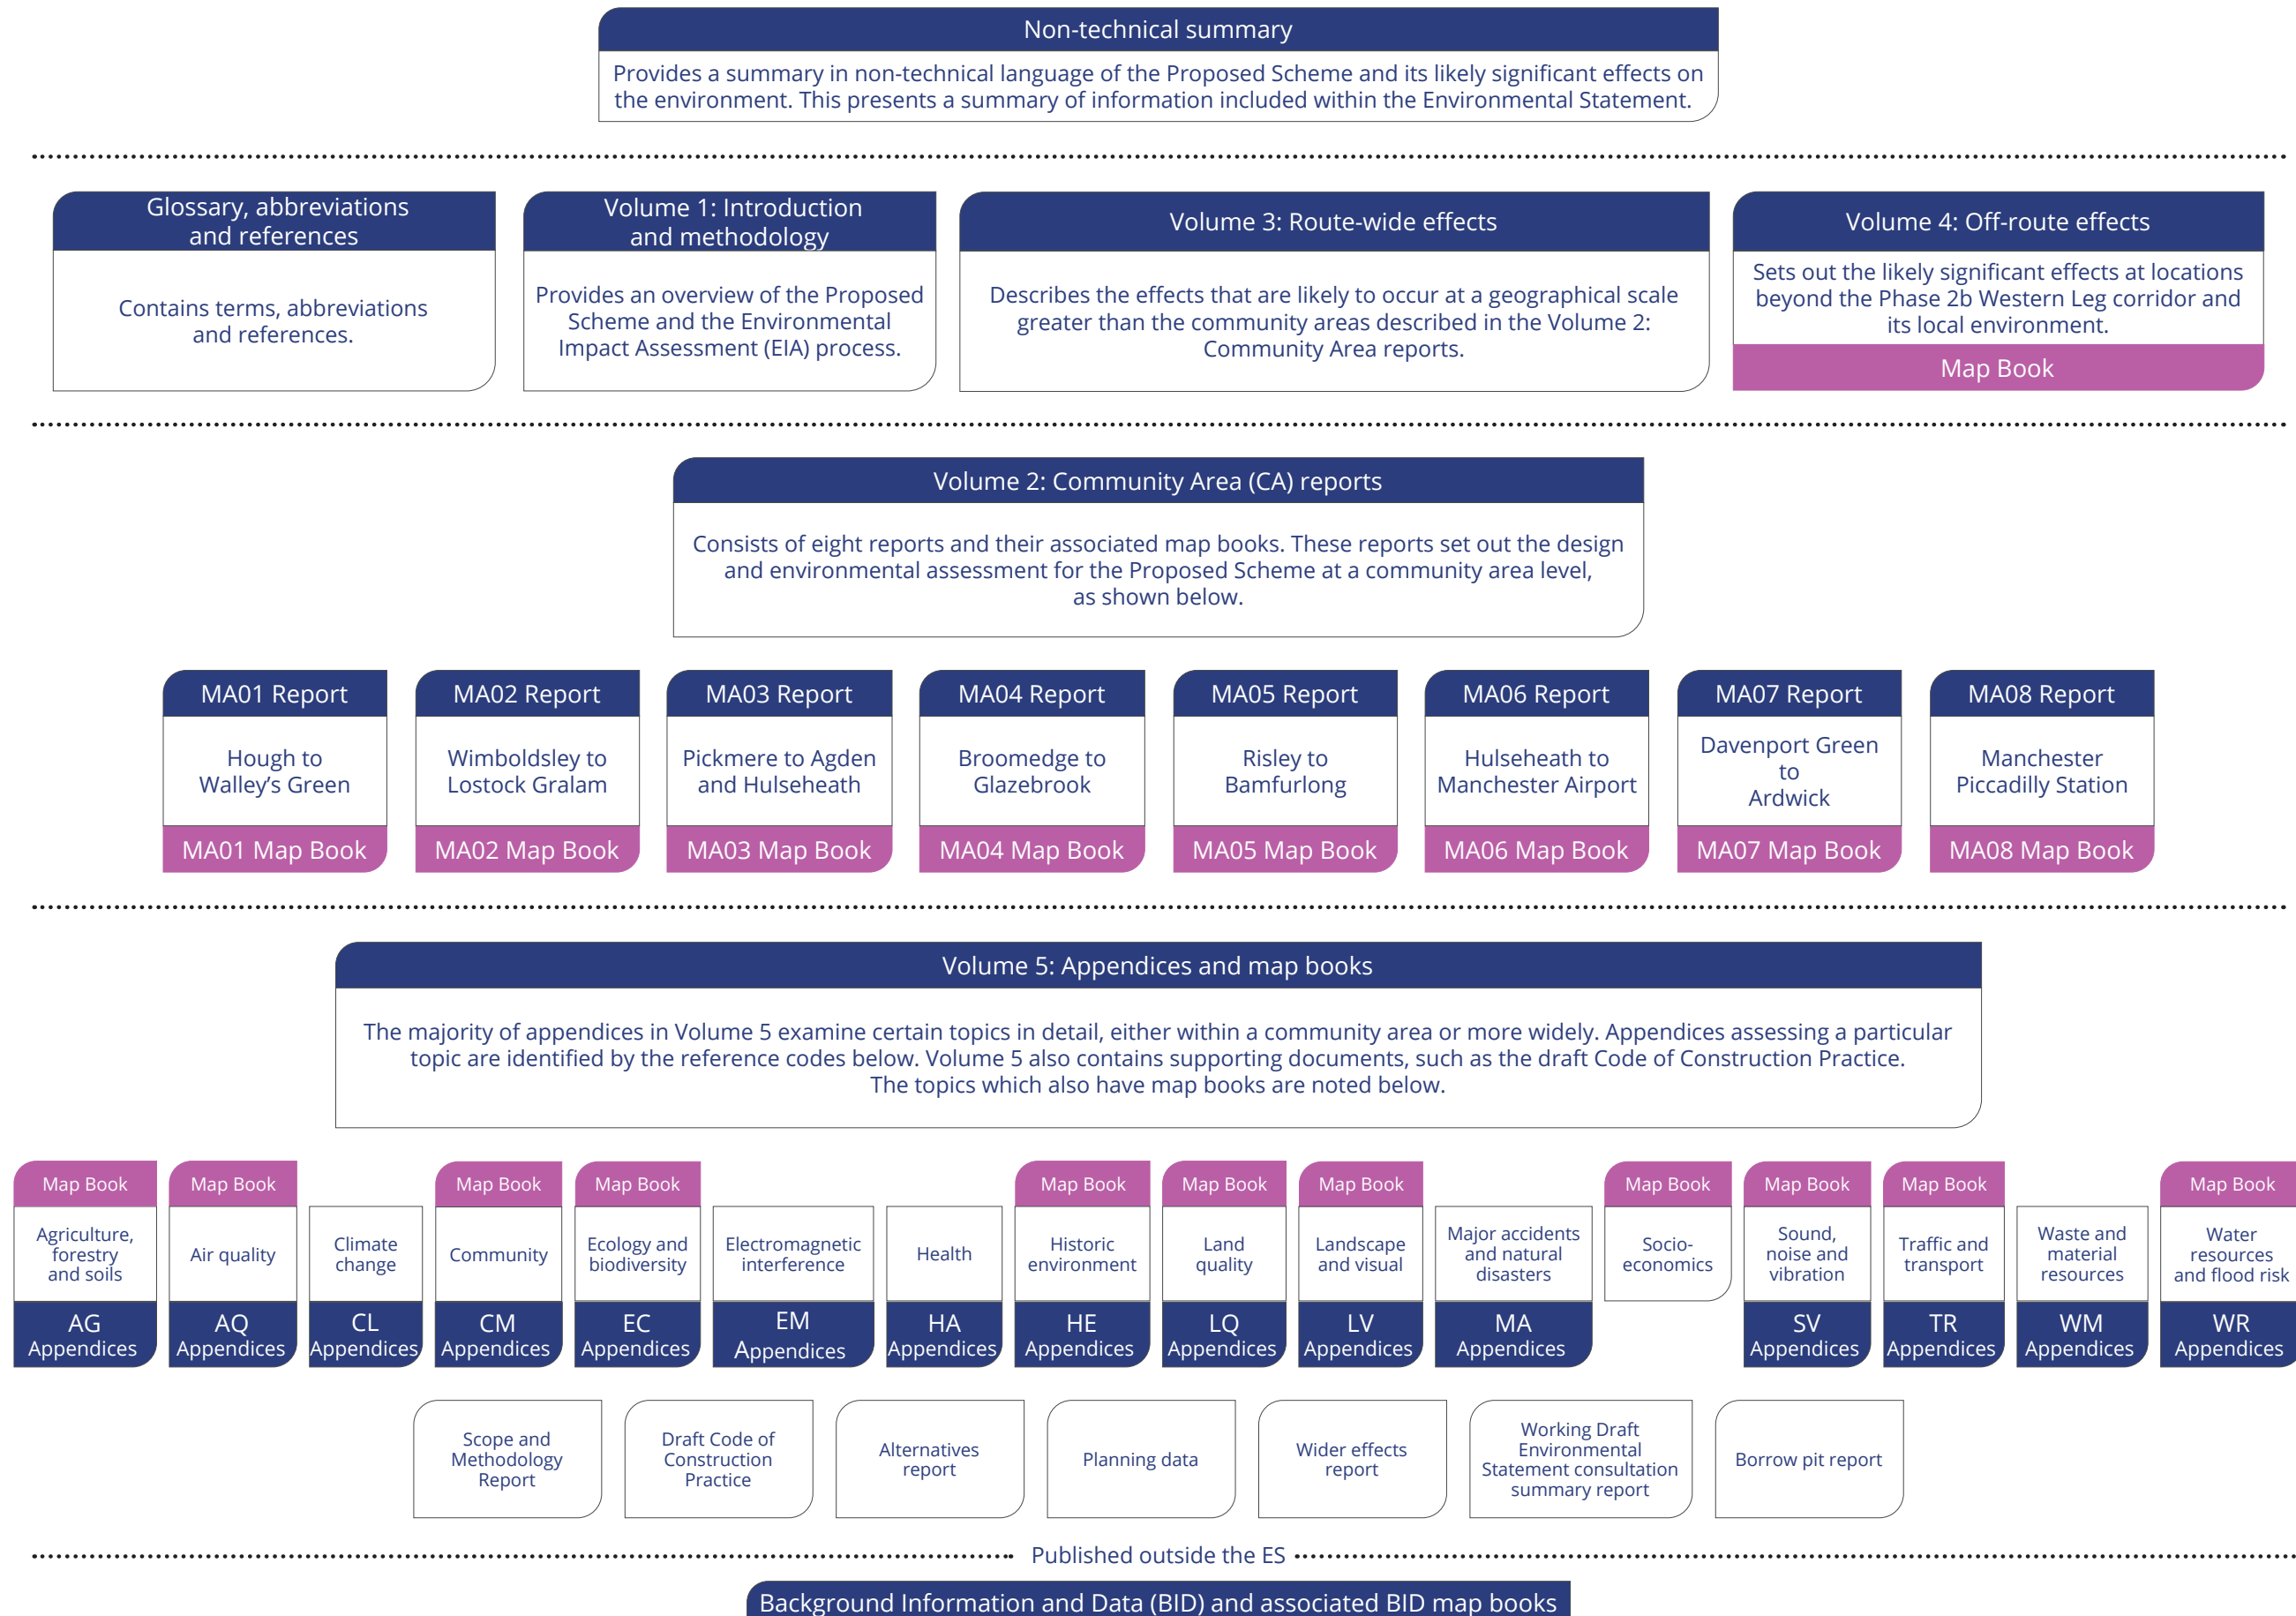 Non-technical summary
Provides a summary in non-technical language of the Proposed Scheme and its likely significant effects on
the environment. This presents a summary of information included within the Environmental Statement.
Glossary, abbreviations
and references
Contains terms, abbreviations
and references.
Volume 1: Introduction
and methodology
Provides an overview of the Proposed
Scheme and the Environmental
Impact Assessment (EIA) process.
Volume 3: Route-wide effects
Describes the effects that are likely to occur at a geographical scale
greater than the community areas described in the Volume 2:
Community Area reports.
Volume 4: Off-route effects
Sets out the likely significant effects at locations
beyond the Phase 2b Western Leg corridor and
its local environment.
Map Book
Volume 2: Community Area (CA) reports
Consists of eight reports and their associated map books. These reports set out the design
and environmental assessment for the Proposed Scheme at a community area level,
as shown below.
MA01 Report
Hough to
Walley’s Green
MA01 Map Book
MA02 Report
Wimboldsley to
Lostock Gralam
MA02 Map Book
MA03 Report
Pickmere to Agden
and Hulseheath
MA03 Map Book
MA04 Report
Broomedge to
Glazebrook
MA04 Map Book
MA05 Report
Risley to
Bamfurlong
MA05 Map Book
MA06 Report
Hulseheath to
Manchester Airport
MA06 Map Book
MA07 Report
Davenport Green
to
Ardwick
MA07 Map Book
MA08 Report
Manchester
Piccadilly Station
MA08 Map Book
Volume 5: Appendices and map books
The majority of appendices in Volume 5 examine certain topics in detail, either within a community area or more widely. Appendices assessing a particular
topic are identified by the reference codes below. Volume 5 also contains supporting documents, such as the draft Code of Construction Practice.
The topics which also have map books are noted below.
Map Book
Agriculture,
forestry
and soils
AG
Appendices
Map Book
Air quality
AQ
Appendices
Climate
change
CL
Appendices
Map Book
Community
CM
Appendices
Map Book
Ecology and
biodiversity
EC
Appendices
Electromagnetic
interference
EM
Appendices
Health
HA
Appendices
Map Book
Historic
environment
HE
Appendices
Map Book
Land
quality
LQ
Appendices
Map Book
Landscape
and visual
LV
Appendices
Major accidents
and natural
disasters
MA
Appendices
Map Book
Socio-
economics
Map Book
Sound,
noise and
vibration
SV
Appendices
Map Book
Traffic and
transport
TR
Appendices
Waste and
material
resources
WM
Appendices
Map Book
Water
resources
and flood risk
WR
Appendices
Scope and
Methodology
Report
Draft Code of
Construction
Practice
Alternatives
report
Planning data
Wider effects
report
Working Draft
Environmental
Statement consultation
summary report
Borrow pit report
Published outside the ES
Background Information and Data (BID) and associated BID map books